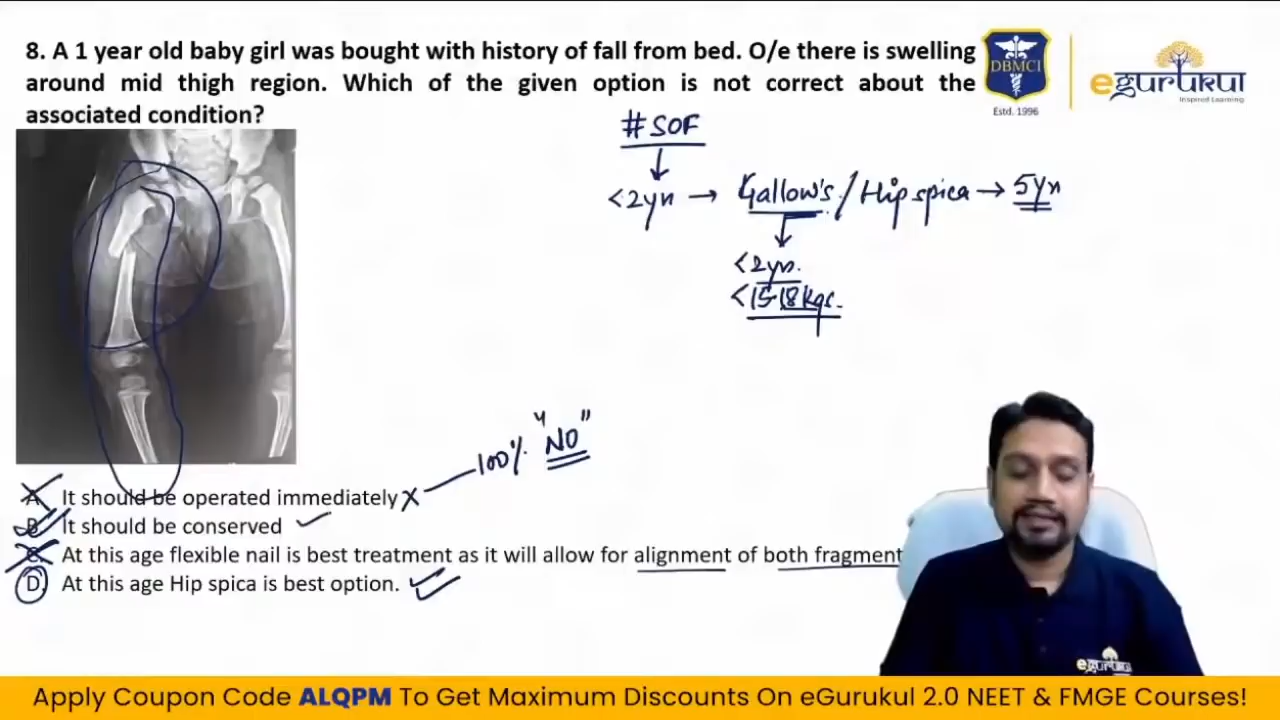 8. A 1 year old baby girl was bought with history of fall from bed. O/e there is swelling
around mid thigh region. Which of the given option is not correct about the
associated condition?
DBMCI
Estd. 1996
eGurukul
Inspired Learning
#SOF
<2yrs → Gallow's / Hip spica → 5yrs
<2yrs.
<15-18kgs.
100% "NO"
A. It should be operated immediately X
B. It should be conserved ✓
C. At this age flexible nail is best treatment as it will allow for alignment of both fragment
D. At this age Hip spica is best option. ✓
eGurukul
Apply Coupon Code ALQPM To Get Maximum Discounts On eGurukul 2.0 NEET & FMGE Courses!